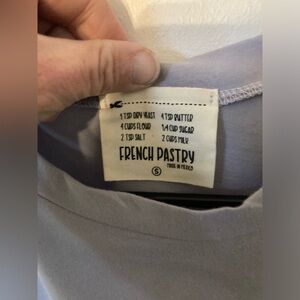 1 TSP DRY YEAST 4 TSP BUTTER
4 CUPS FLOUR 1/4 CUP SUGAR
2 TSP SALT 2 CUPS MILK
FRENCH PASTRY
S
MADE IN MEXICO